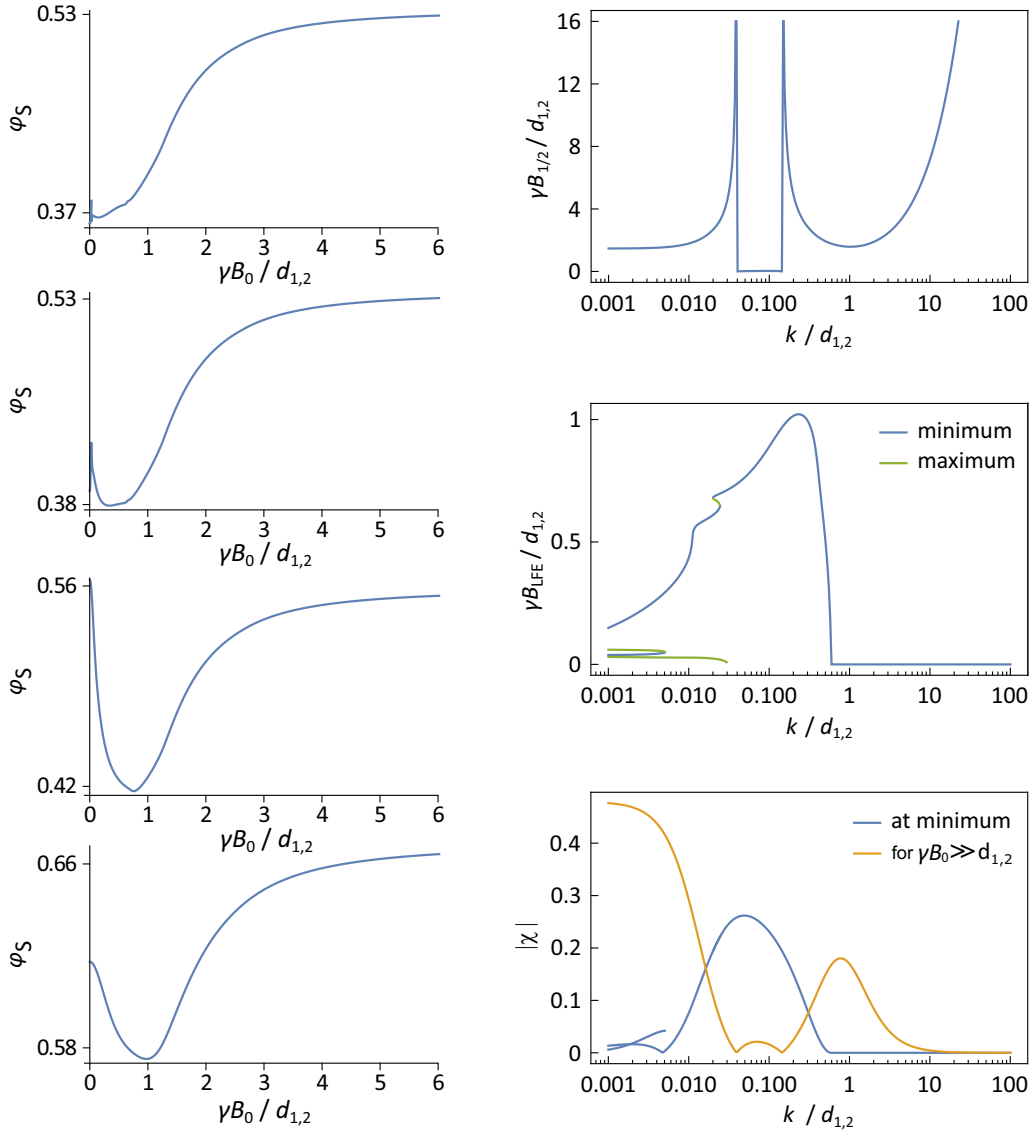 0.53
φS
0.37
0 1 2 3 4 5 6
γB0 / d1,2
0.53
φS
0.38
0 1 2 3 4 5 6
γB0 / d1,2
0.56
φS
0.42
0 1 2 3 4 5 6
γB0 / d1,2
0.66
φS
0.58
0 1 2 3 4 5 6
γB0 / d1,2
16
12
8
4
0
γB1/2 / d1,2
0.001 0.010 0.100 1 10 100
k / d1,2
1
0.5
0
γBLFE / d1,2
minimum
maximum
0.001 0.010 0.100 1 10 100
k / d1,2
0.4
0.3
0.2
0.1
0
|χ|
at minimum
for γB0≫d1,2
0.001 0.010 0.100 1 10 100
k / d1,2